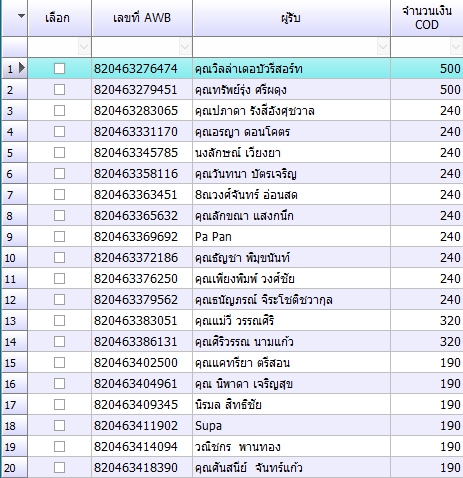 เลือก เลขที่ AWB ผู้รับ จำนวนเงิน COD
1 820463276474 คุณวิลล่าเดอบัวรีสอร์ท 500
2 820463279451 คุณทรัพย์รุ่ง ศรีผดุง 500
3 820463283065 คุณปภาดา รังสีอังศุชวาล 240
4 820463331170 คุณอรญา ดอนโคตร 240
5 820463345785 นงลักษณ์ เวียงยา 240
6 820463358116 คุณวันทนา บัตรเจริญ 240
7 820463363451 8ณวงศ์จันทร์ อ่อนสด 240
8 820463365632 คุณลักขณา แสงกนึก 240
9 820463369692 Pa Pan 240
10 820463372186 คุณธัญชา พิมุขนันท์ 240
11 820463376250 คุณเพียงพิมพ์ วงศ์ชัย 240
12 820463379562 คุณธนัญภรณ์ จิระโชติชวากุล 240
13 820463383051 คุณแมวี วรรณศิริ 320
14 820463386131 คุณศิริวรรณ นามแก้ว 320
15 820463402500 คุณแคทรียา ตรีสอน 190
16 820463404961 คุณ นิพาดา เจริญสุข 190
17 820463409345 นิรมล สิทธิชัย 190
18 820463411902 Supa 190
19 820463414094 วณิชกร พานทอง 190
20 820463418390 คุณศันสนีย์ จันทร์แก้ว 190